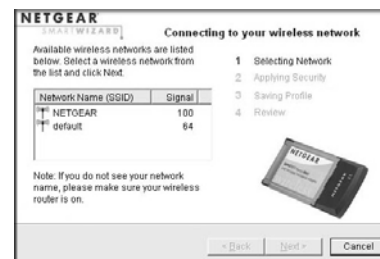 NETGEAR
SMARTWIZARD
Connecting to your wireless network
Available wireless networks are listed
below. Select a wireless network from
the list and click Next.
Network Name (SSID) Signal
NETGEAR 100
default 64
Note: If you do not see your network
name, please make sure your wireless
router is on.
1 Selecting Network
2 Applying Security
3 Saving Profile
4 Review
NETGEAR
< Back
Next >
Cancel